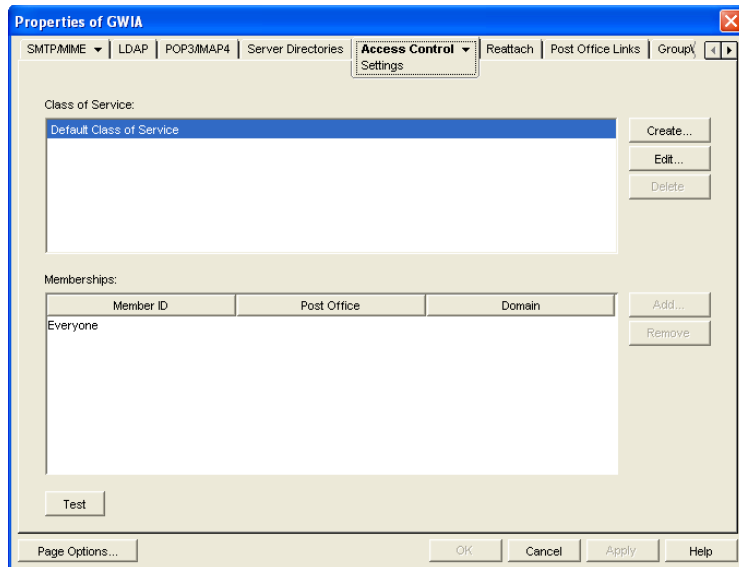 Properties of GWIA
SMTP/MIME LDAP POP3/IMAP4 Server Directories Access Control Reattach Post Office Links
Settings
Class of Service:
Default Class of Service
Create...
Edit...
Delete
Memberships:
Member ID Post Office Domain
Add...
Everyone
Remove
Test
Page Options... OK Cancel Apply Help